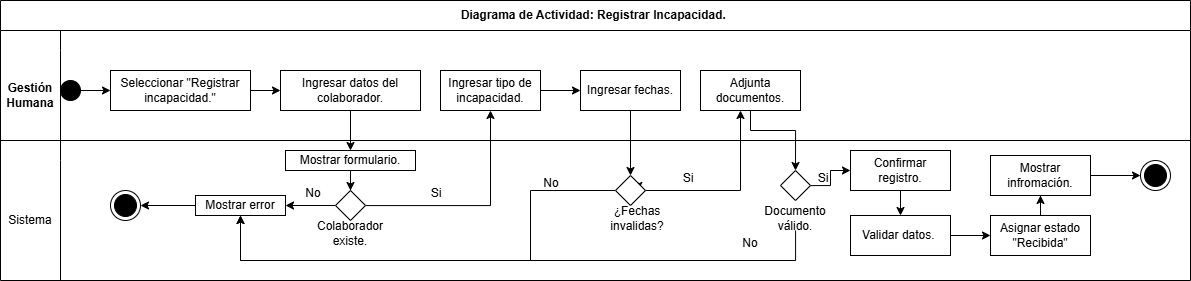 Diagrama de Actividad: Registrar Incapacidad.
Gestión
Humana
Seleccionar "Registrar
incapacidad."
Ingresar datos del
colaborador.
Ingresar tipo de
incapacidad.
Ingresar fechas.
Adjunta
documentos.
Sistema
Mostrar formulario.
Mostrar error
No
Si
Colaborador
existe.
No
Si
¿Fechas
invalidas?
Si
Documento
válido.
No
Confirmar
registro.
Validar datos.
Mostrar
infromación.
Asignar estado
"Recibida"